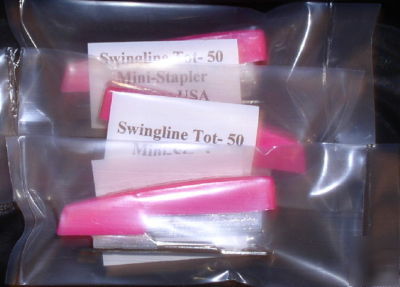 Swingline Tot- 50
Mini-Stapler
USA
Swingline Tot- 50